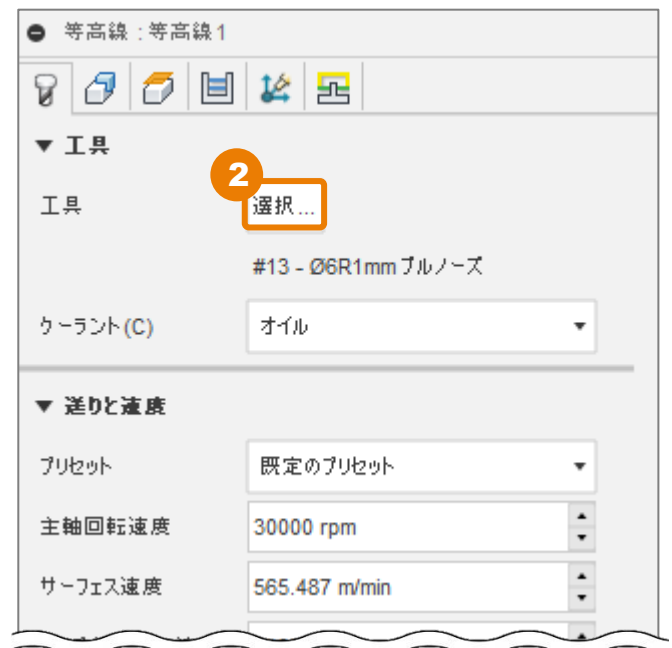 等高線 : 等高線1
▼ 工具
2
工具 選択...
#13 - Ø6R1mm ブルノーズ
クーラント(C) オイル
▼ 送りと速度
プリセット 既定のプリセット
主軸回転速度 30000 rpm
サーフェス速度 565.487 m/min